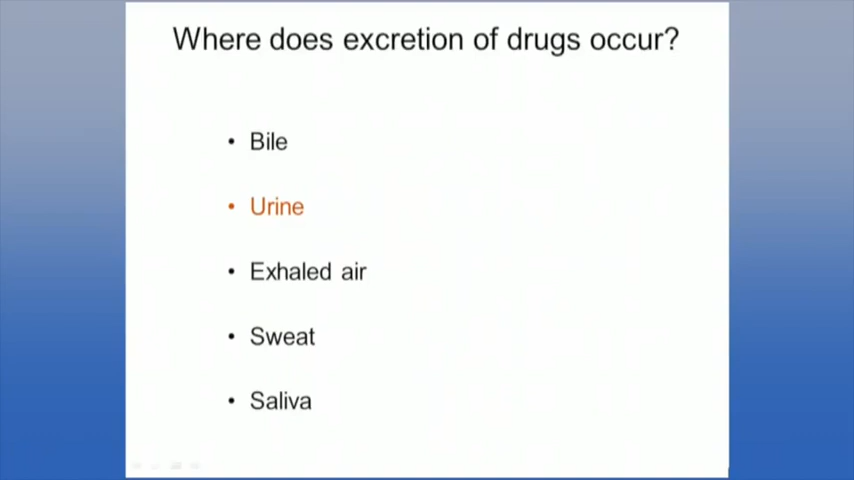 Where does excretion of drugs occur?
• Bile
• Urine
• Exhaled air
• Sweat
• Saliva